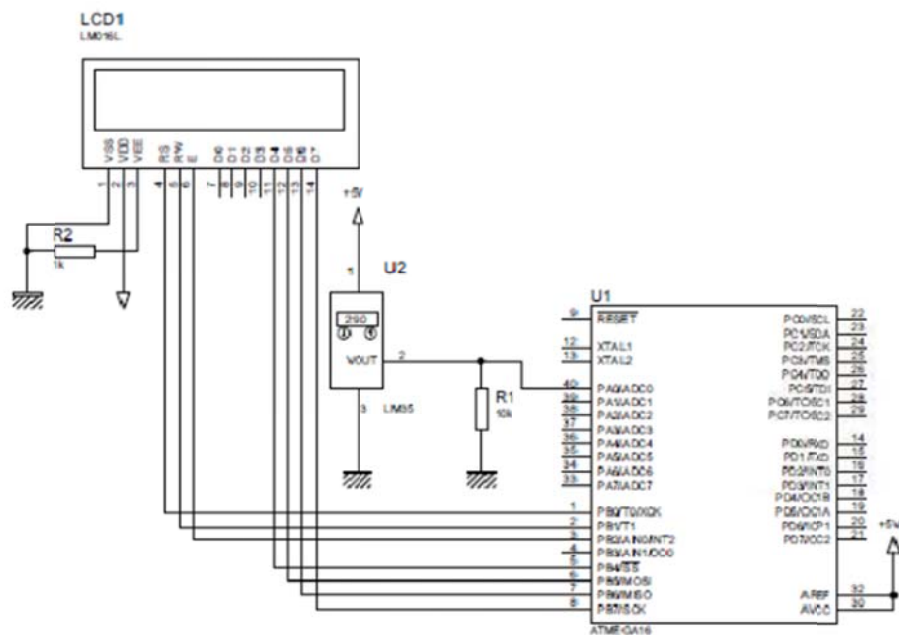 LCD1
LM016L
VSS
VDD
VEE
RS
RW
E
D0
D1
D2
D3
D4
D5
D6
D7
1
2
3
4
5
6
7
8
9
10
11
12
13
14
R2
1k
+5V
1
U2
290
VOUT
2
3
LM35
R1
10k
U1
9 RESET
12 XTAL1
13 XTAL2
40 PA0/ADC0
39 PA1/ADC1
38 PA2/ADC2
37 PA3/ADC3
36 PA4/ADC4
35 PA5/ADC5
34 PA6/ADC6
33 PA7/ADC7
1 PB0/T0/XCK
2 PB1/T1
3 PB2/AIN0/INT2
4 PB3/AIN1/OC0
5 PB4/SS
6 PB5/MOSI
7 PB6/MISO
8 PB7/SCK
PC0/SCL 22
PC1/SDA 23
PC2/TCK 24
PC3/TMS 25
PC4/TDO 26
PC5/TDI 27
PC6/TOSC1 28
PC7/TOSC2 29
PD0/RXD 14
PD1/TXD 15
PD2/INT0 16
PD3/INT1 17
PD4/OC1B 18
PD5/OC1A 19
PD6/ICP1 20
PD7/OC2 21
+5V
AREF 32
AVCC 30
ATMEGA16